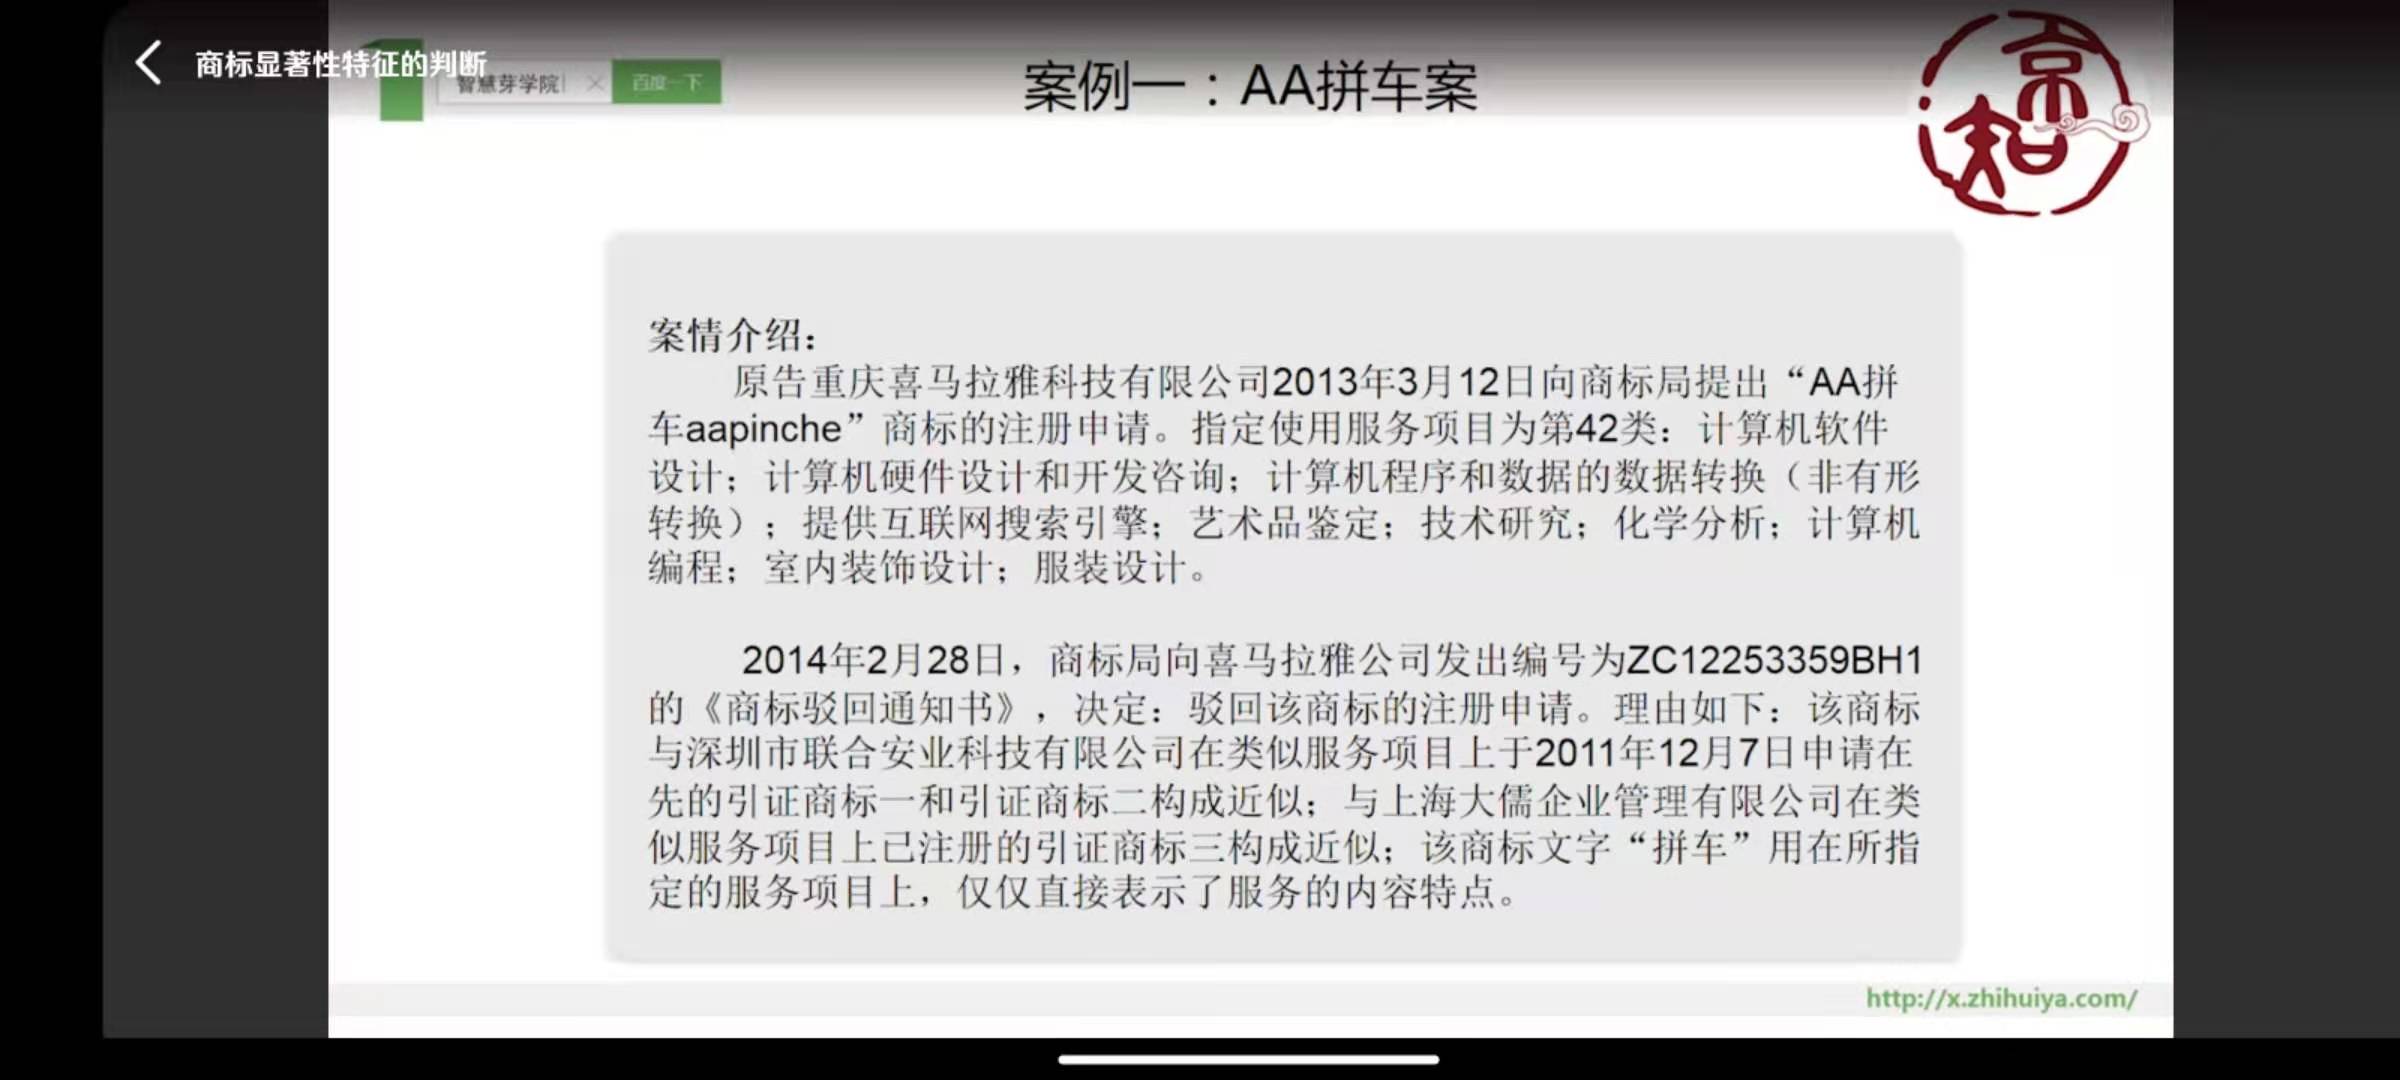 商标显著性特征的判断
智慧芽学院
百度一下
案例一：AA拼车案
京知
案情介绍：
原告重庆喜马拉雅科技有限公司2013年3月12日向商标局提出“AA拼
车aapinche”商标的注册申请。指定使用服务项目为第42类：计算机软件
设计；计算机硬件设计和开发咨询；计算机程序和数据的数据转换（非有形
转换）；提供互联网搜索引擎；艺术品鉴定；技术研究；化学分析；计算机
编程；室内装饰设计；服装设计。
2014年2月28日，商标局向喜马拉雅公司发出编号为ZC12253359BH1
的《商标驳回通知书》，决定：驳回该商标的注册申请。理由如下：该商标
与深圳市联合安业科技有限公司在类似服务项目上于2011年12月7日申请在
先的引证商标一和引证商标二构成近似；与上海大儒企业管理有限公司在类
似服务项目上已注册的引证商标三构成近似；该商标文字“拼车”用在所指
定的服务项目上，仅仅直接表示了服务的内容特点。
http://x.zhihuiya.com/